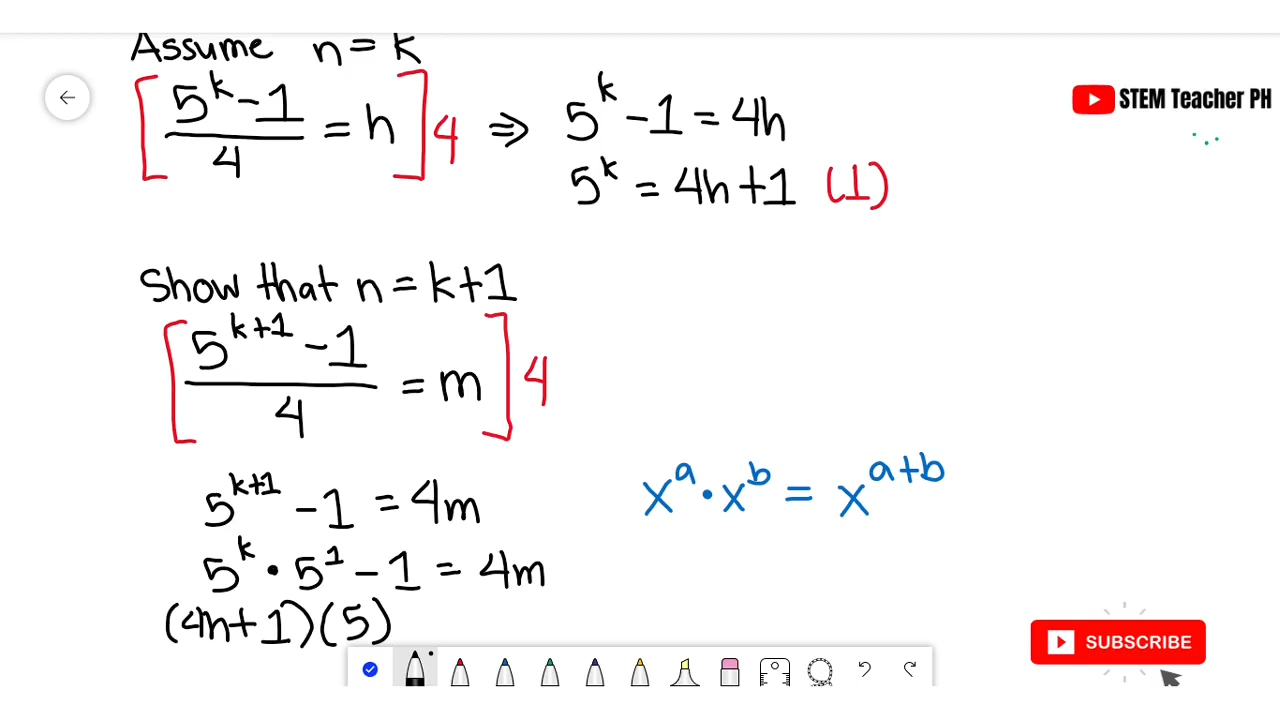 Assume n = k
[ (5^k - 1)/4 = h ] 4 ⇒ 5^k - 1 = 4h
5^k = 4h + 1 (1)
STEM Teacher PH
Show that n = k+1
[ (5^(k+1) - 1)/4 = m ] 4
5^(k+1) - 1 = 4m
x^a · x^b = x^(a+b)
5^k · 5^1 - 1 = 4m
(4h+1)(5)
SUBSCRIBE